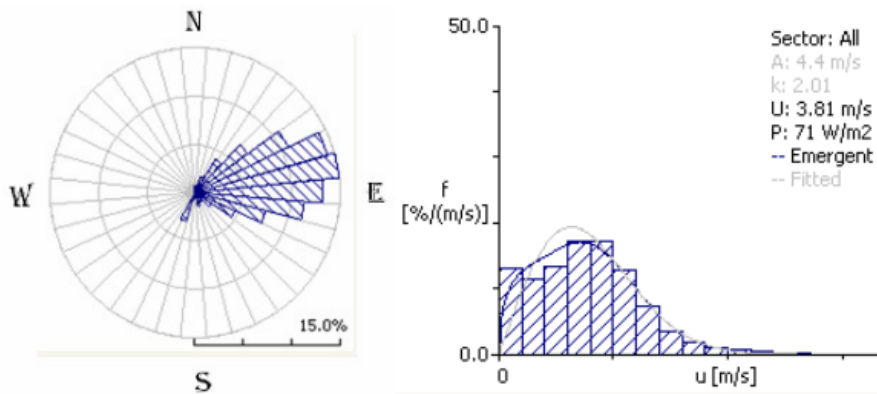 N
W
E
S
15.0%
50.0
f
[%/(m/s)]
0.0
0
u [m/s]
Sector: All
A: 4.4 m/s
k: 2.01
U: 3.81 m/s
P: 71 W/m2
-- Emergent
-- Fitted